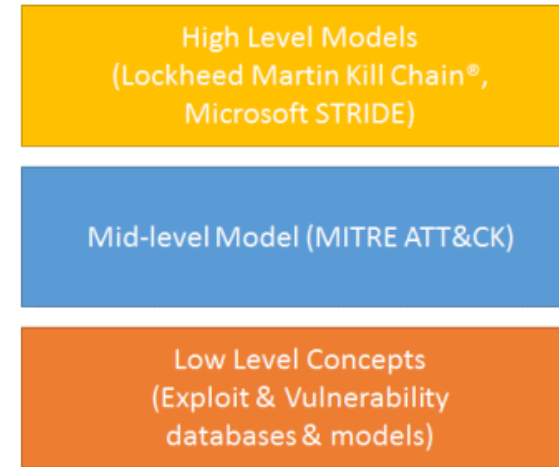 High Level Models
(Lockheed Martin Kill Chain®,
Microsoft STRIDE)
Mid-level Model (MITRE ATT&CK)
Low Level Concepts
(Exploit & Vulnerability
databases & models)